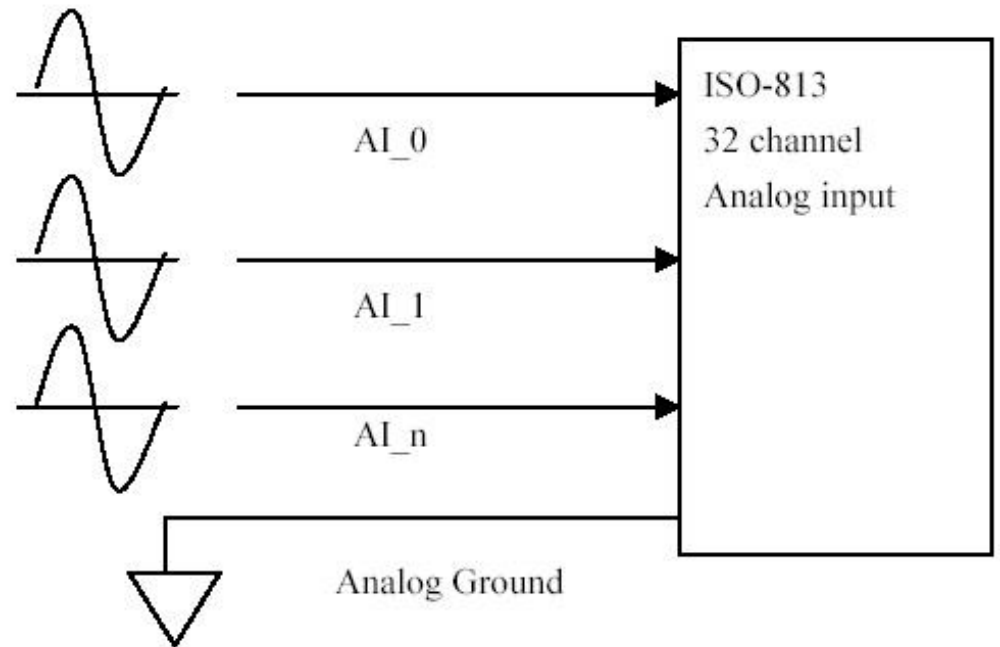 ISO-813
32 channel
Analog input
AI_0
AI_1
AI_n
Analog Ground